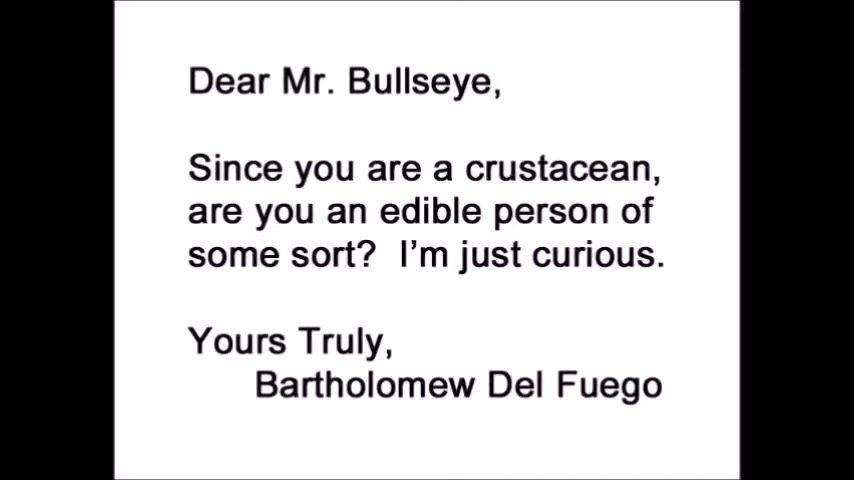 Dear Mr. Bullseye,
Since you are a crustacean,
are you an edible person of
some sort?  I'm just curious.
Yours Truly,
Bartholomew Del Fuego